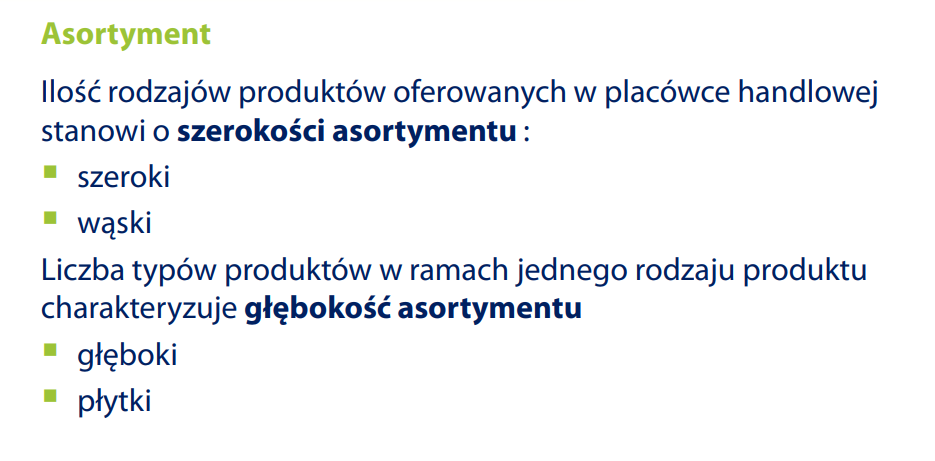 Asortyment
Ilość rodzajów produktów oferowanych w placówce handlowej
stanowi o szerokości asortymentu :
▪ szeroki
▪ wąski
Liczba typów produktów w ramach jednego rodzaju produktu
charakteryzuje głębokość asortymentu
▪ głęboki
▪ płytki